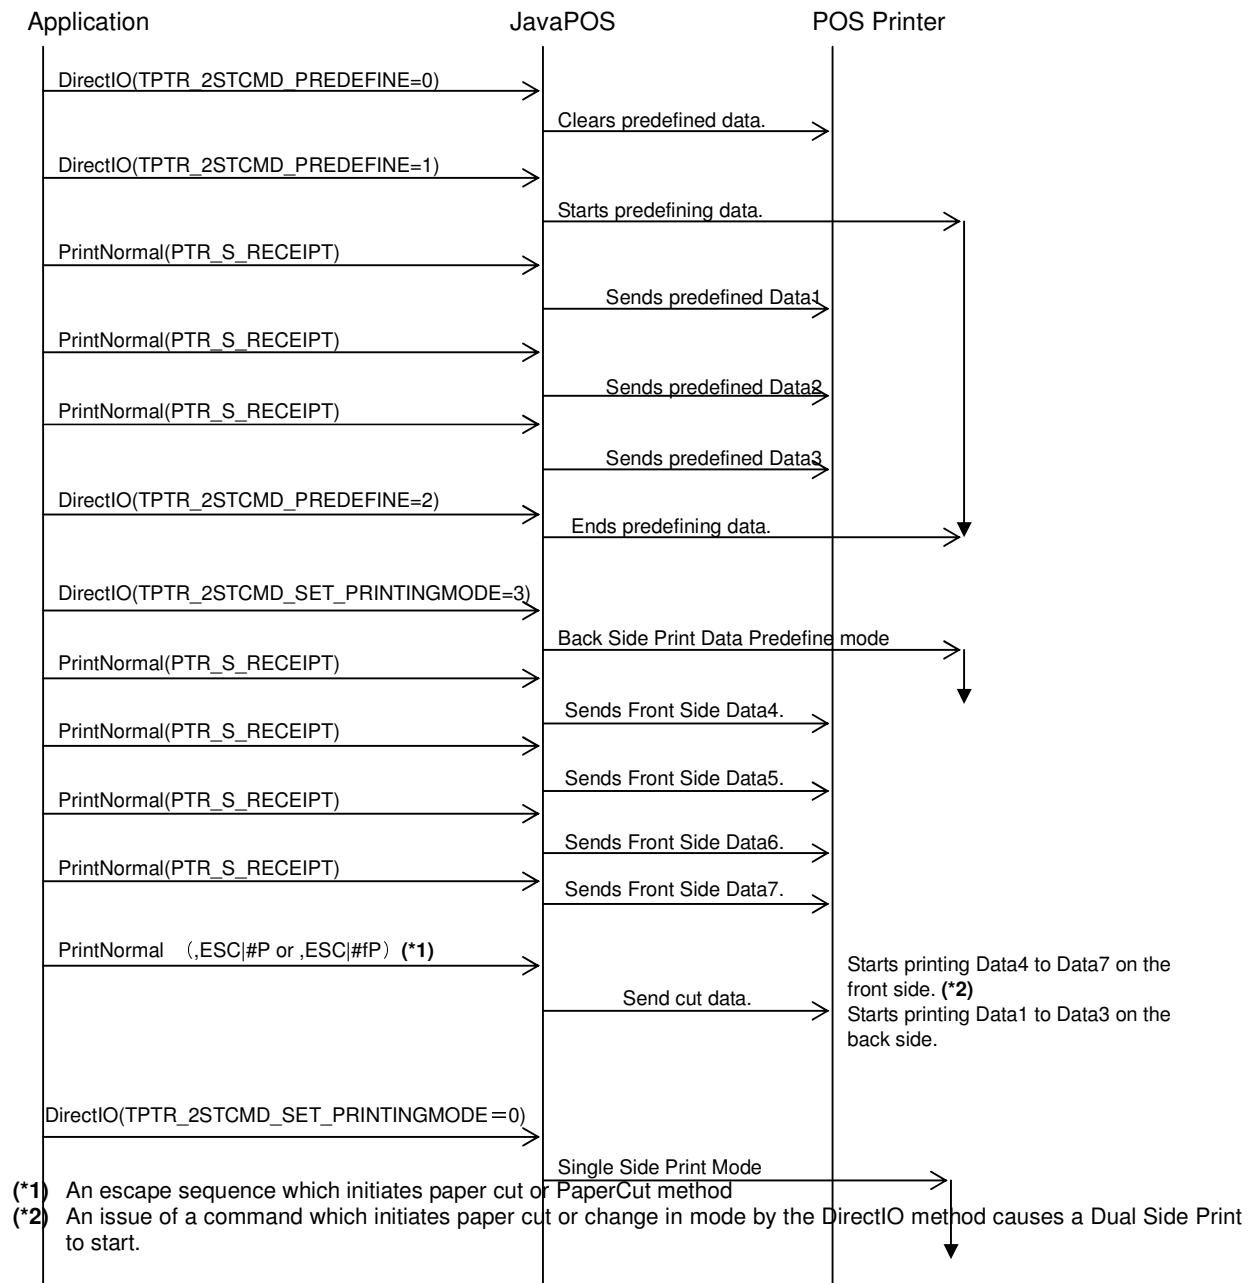 Application JavaPOS POS Printer
DirectIO(TPTR_2STCMD_PREDEFINE=0)
Clears predefined data.
DirectIO(TPTR_2STCMD_PREDEFINE=1)
Starts predefining data.
PrintNormal(PTR_S_RECEIPT)
Sends predefined Data1
PrintNormal(PTR_S_RECEIPT)
Sends predefined Data2
PrintNormal(PTR_S_RECEIPT)
Sends predefined Data3
DirectIO(TPTR_2STCMD_PREDEFINE=2)
Ends predefining data.
DirectIO(TPTR_2STCMD_SET_PRINTINGMODE=3)
Back Side Print Data Predefine mode
PrintNormal(PTR_S_RECEIPT)
Sends Front Side Data4.
PrintNormal(PTR_S_RECEIPT)
Sends Front Side Data5.
PrintNormal(PTR_S_RECEIPT)
Sends Front Side Data6.
PrintNormal(PTR_S_RECEIPT)
Sends Front Side Data7.
PrintNormal （,ESC|#P or ,ESC|#fP）(*1)
Send cut data.
Starts printing Data4 to Data7 on the
front side. (*2)
Starts printing Data1 to Data3 on the
back side.
DirectIO(TPTR_2STCMD_SET_PRINTINGMODE＝0)
Single Side Print Mode
(*1) An escape sequence which initiates paper cut or PaperCut method
(*2) An issue of a command which initiates paper cut or change in mode by the DirectIO method causes a Dual Side Print
to start.